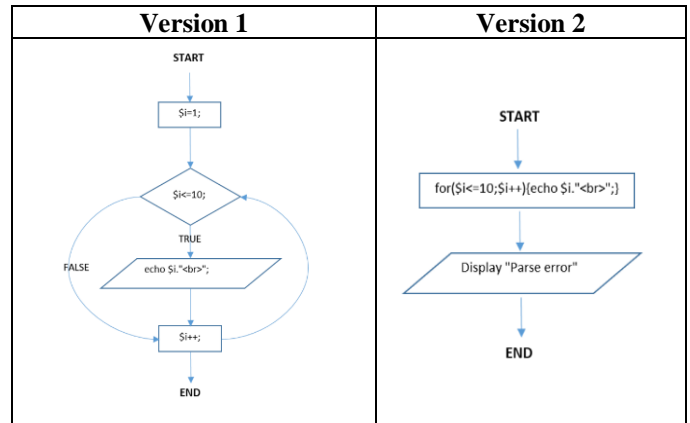 Version 1
Version 2
START
$i=1;
$i<=10;
TRUE
FALSE
echo $i."<br>";
$i++;
END
START
for($i<=10;$i++){echo $i."<br>";}
Display "Parse error"
END